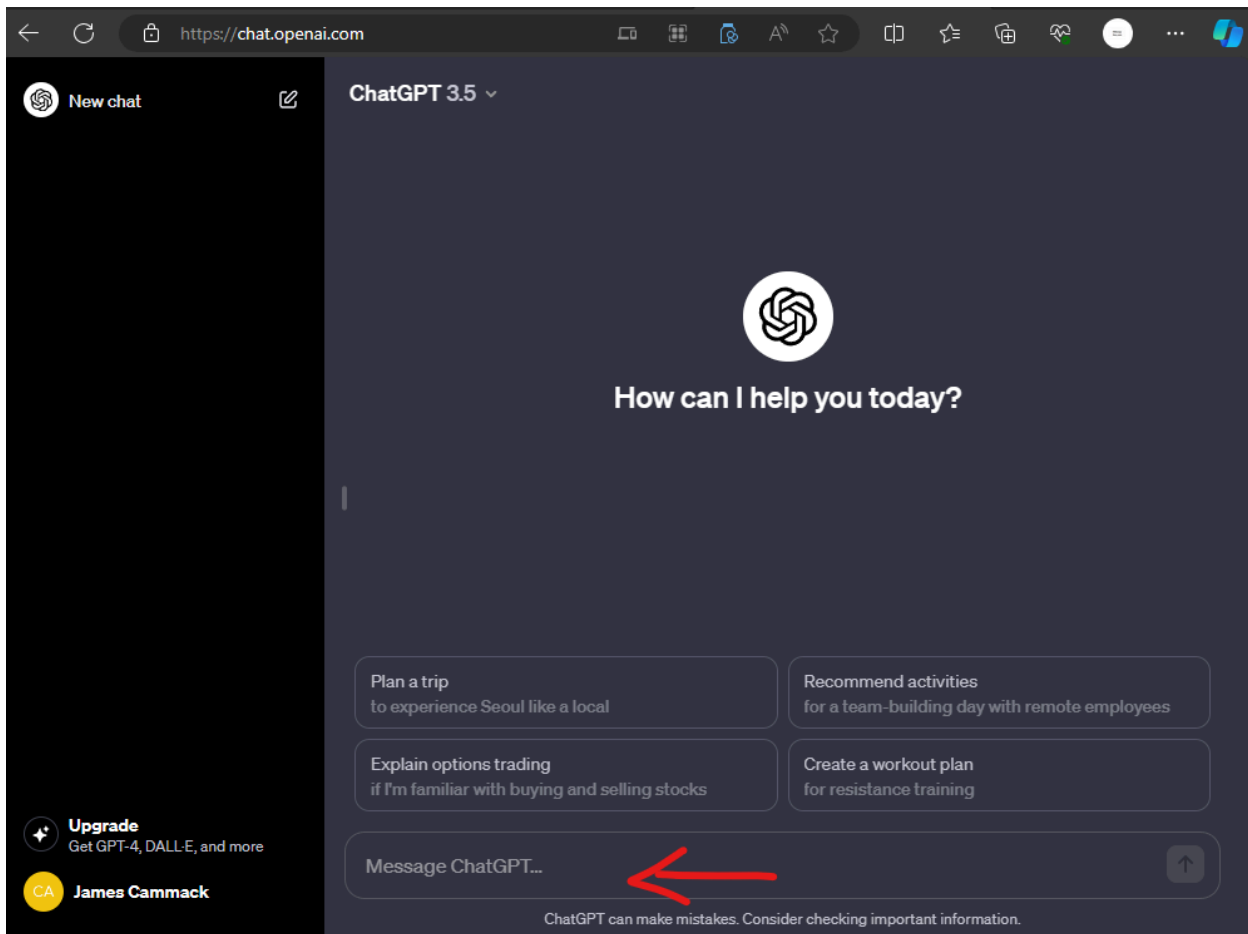 https://chat.openai.com
New chat
ChatGPT 3.5
How can I help you today?
Plan a trip
to experience Seoul like a local
Recommend activities
for a team-building day with remote employees
Explain options trading
if I'm familiar with buying and selling stocks
Create a workout plan
for resistance training
Upgrade
Get GPT-4, DALL·E, and more
CA
James Cammack
Message ChatGPT...
ChatGPT can make mistakes. Consider checking important information.